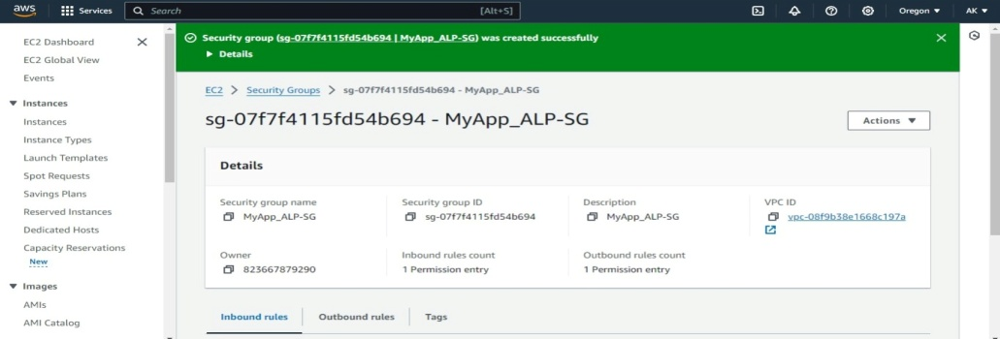 aws
Services
Search
[Alt+S]
Oregon
AK
EC2 Dashboard
EC2 Global View
Events
Instances
Instances
Instance Types
Launch Templates
Spot Requests
Savings Plans
Reserved Instances
Dedicated Hosts
Capacity Reservations
New
Images
AMIs
AMI Catalog
Security group (sg-07f7f4115fd54b694 | MyApp_ALP-SG) was created successfully
Details
EC2 > Security Groups > sg-07f7f4115fd54b694 - MyApp_ALP-SG
sg-07f7f4115fd54b694 - MyApp_ALP-SG
Actions
Details
Security group name
MyApp_ALP-SG
Security group ID
sg-07f7f4115fd54b694
Description
MyApp_ALP-SG
VPC ID
vpc-08f9b38e1668c197a
Owner
823667879290
Inbound rules count
1 Permission entry
Outbound rules count
1 Permission entry
Inbound rules
Outbound rules
Tags